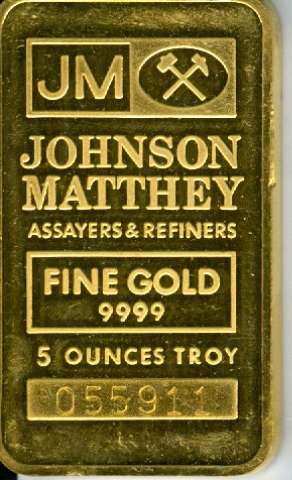 JM
JOHNSON
MATTHEY
ASSAYERS & REFINERS
FINE GOLD
9999
5 OUNCES TROY
055911